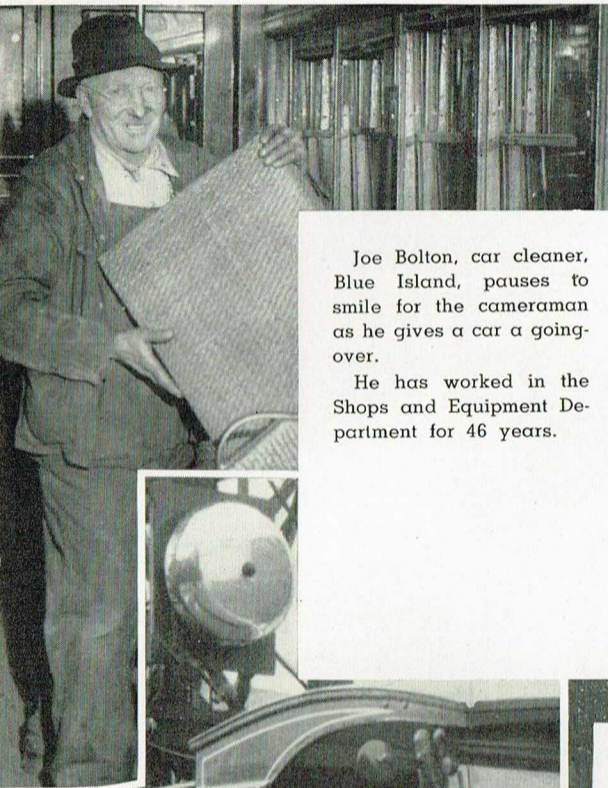 Joe Bolton, car cleaner,
Blue Island, pauses to
smile for the cameraman
as he gives a car a going-
over.
He has worked in the
Shops and Equipment De-
partment for 46 years.